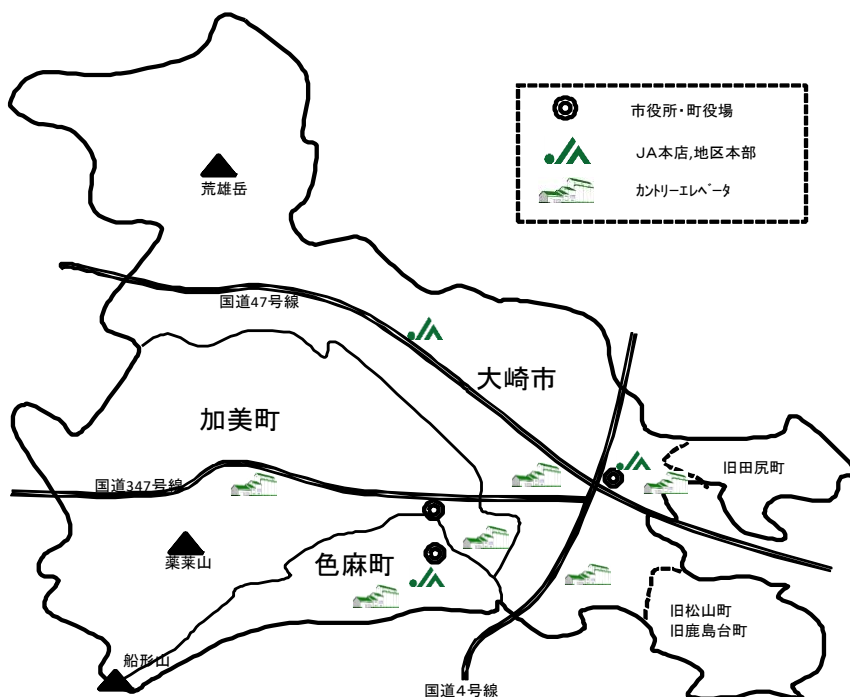 市役所・町役場
JA本店,地区本部
カントリーエレベータ
荒雄岳
国道47号線
大崎市
加美町
旧田尻町
国道347号線
薬莱山
色麻町
旧松山町
旧鹿島台町
船形山
国道4号線